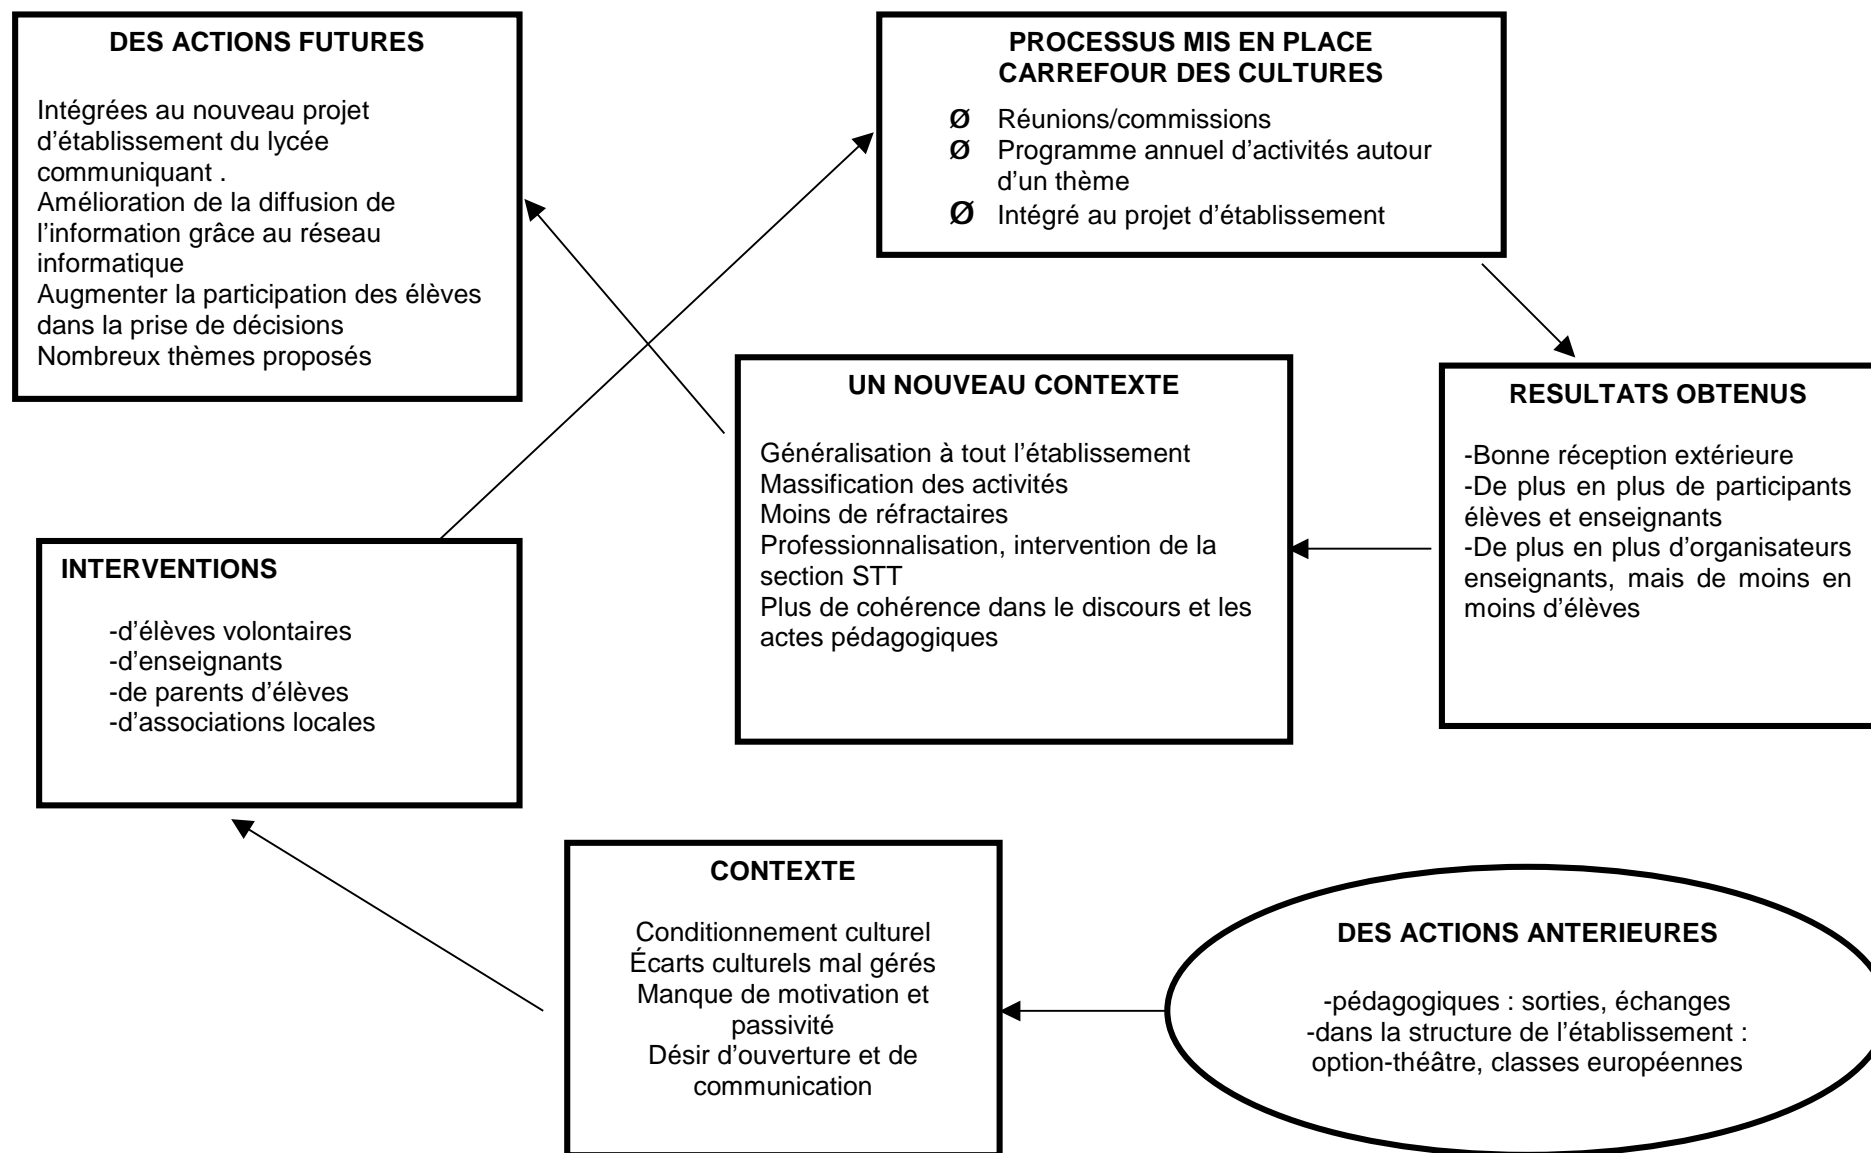 DES ACTIONS FUTURES
Intégrées au nouveau projet
d’établissement du lycée
communiquant .
Amélioration de la diffusion de
l’information grâce au réseau
informatique
Augmenter la participation des élèves
dans la prise de décisions
Nombreux thèmes proposés
PROCESSUS MIS EN PLACE
CARREFOUR DES CULTURES
Ø Réunions/commissions
Ø Programme annuel d’activités autour
d’un thème
Ø Intégré au projet d’établissement
UN NOUVEAU CONTEXTE
Généralisation à tout l’établissement
Massification des activités
Moins de réfractaires
Professionnalisation, intervention de la
section STT
Plus de cohérence dans le discours et les
actes pédagogiques
RESULTATS OBTENUS
-Bonne réception extérieure
-De plus en plus de participants
élèves et enseignants
-De plus en plus d’organisateurs
enseignants, mais de moins en
moins d’élèves
INTERVENTIONS
-d’élèves volontaires
-d’enseignants
-de parents d’élèves
-d’associations locales
CONTEXTE
Conditionnement culturel
Écarts culturels mal gérés
Manque de motivation et
passivité
Désir d’ouverture et de
communication
DES ACTIONS ANTERIEURES
-pédagogiques : sorties, échanges
-dans la structure de l’établissement :
option-théâtre, classes européennes